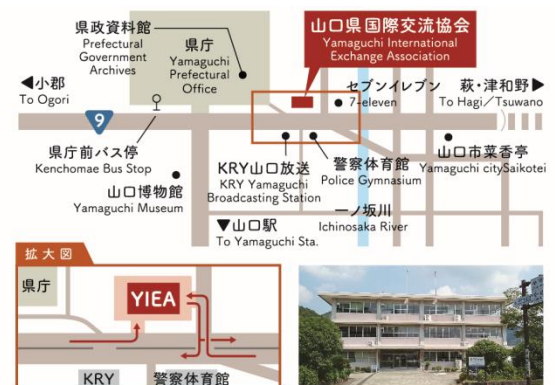 県政資料館
Prefectural
Government
Archives
県庁
Yamaguchi
Prefectural
Office
山口県国際交流協会
Yamaguchi International
Exchange Association
◀小郡
To Ogori
セブンイレブン
7-eleven
萩・津和野▶
To Hagi／Tsuwano
9
県庁前バス停
Kenchomae Bus Stop
山口博物館
Yamaguchi Museum
KRY山口放送
KRY Yamaguchi
Broadcasting Station
警察体育館
Police Gymnasium
山口市菜香亭
Yamaguchi citySaikotei
一ノ坂川
Ichinosaka River
▼山口駅
To Yamaguchi Sta.
拡大図
県庁
YIEA
KRY
警察体育館